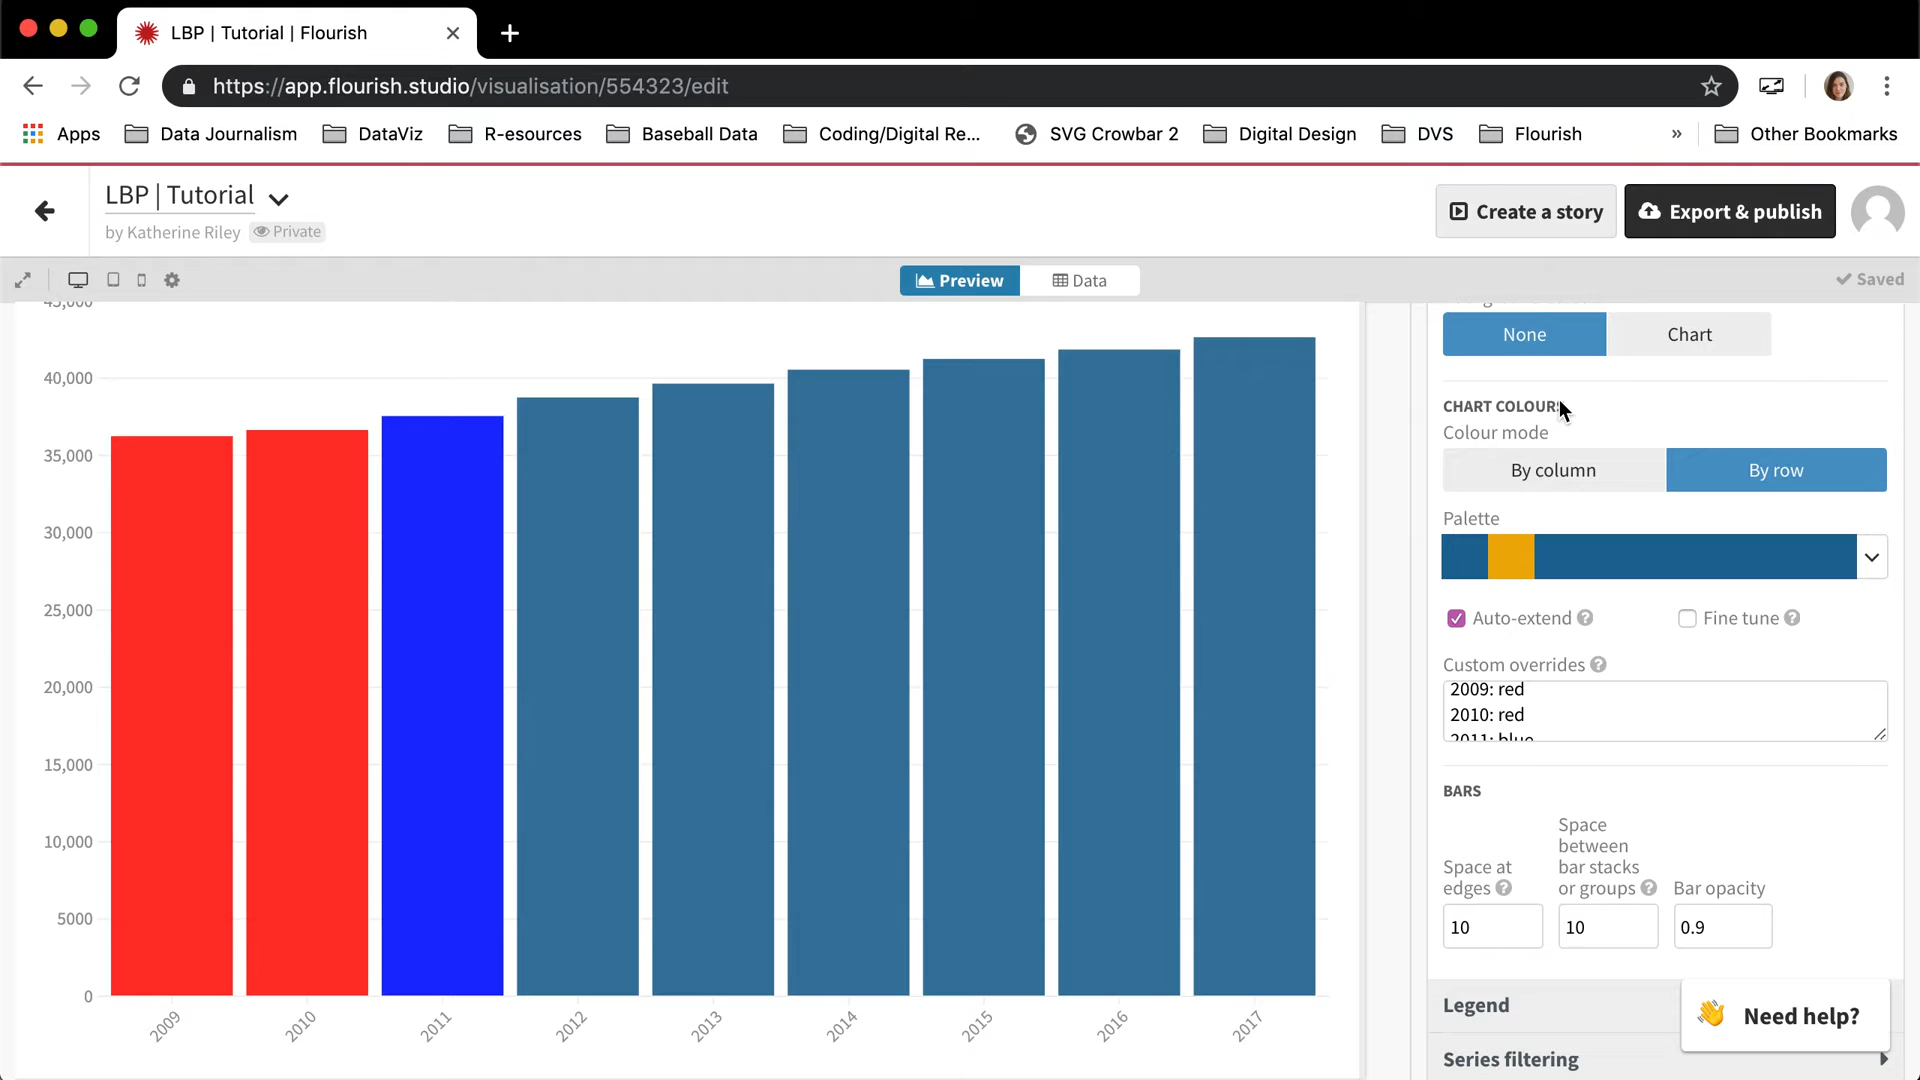 LBP | Tutorial | Flourish
https://app.flourish.studio/visualisation/554323/edit
Apps Data Journalism DataViz R-esources Baseball Data Coding/Digital Re... SVG Crowbar 2 Digital Design DVS Flourish » Other Bookmarks
LBP | Tutorial
by Katherine Riley Private
Create a story
Export & publish
Preview Data
Saved
45,000
40,000
35,000
30,000
25,000
20,000
15,000
10,000
5000
0
2009 2010 2011 2012 2013 2014 2015 2016 2017
None Chart
CHART COLOURS
Colour mode
By column By row
Palette
Auto-extend ? Fine tune ?
Custom overrides ?
2009: red
2010: red
2011: blue
BARS
Space at edges ?
Space between bar stacks or groups ?
Bar opacity
10 10 0.9
Legend
Need help?
Series filtering